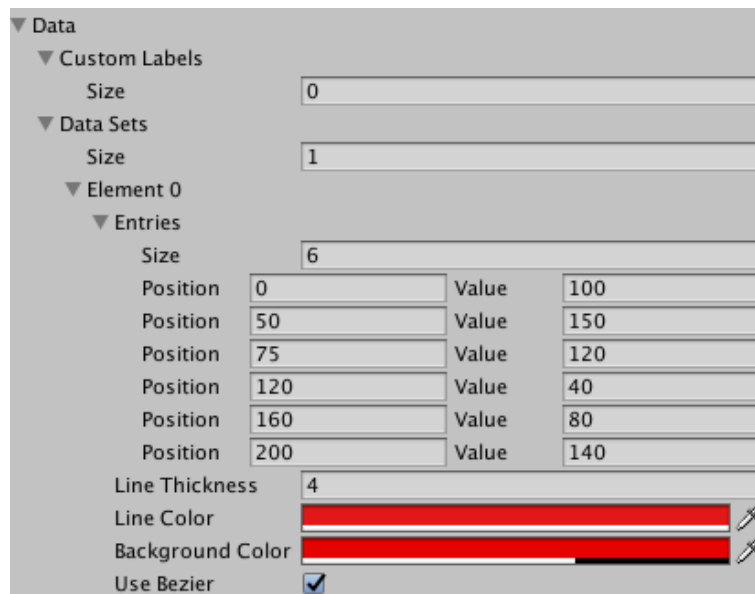 Data
Custom Labels
Size 0
Data Sets
Size 1
Element 0
Entries
Size 6
Position 0 Value 100
Position 50 Value 150
Position 75 Value 120
Position 120 Value 40
Position 160 Value 80
Position 200 Value 140
Line Thickness 4
Line Color
Background Color
Use Bezier